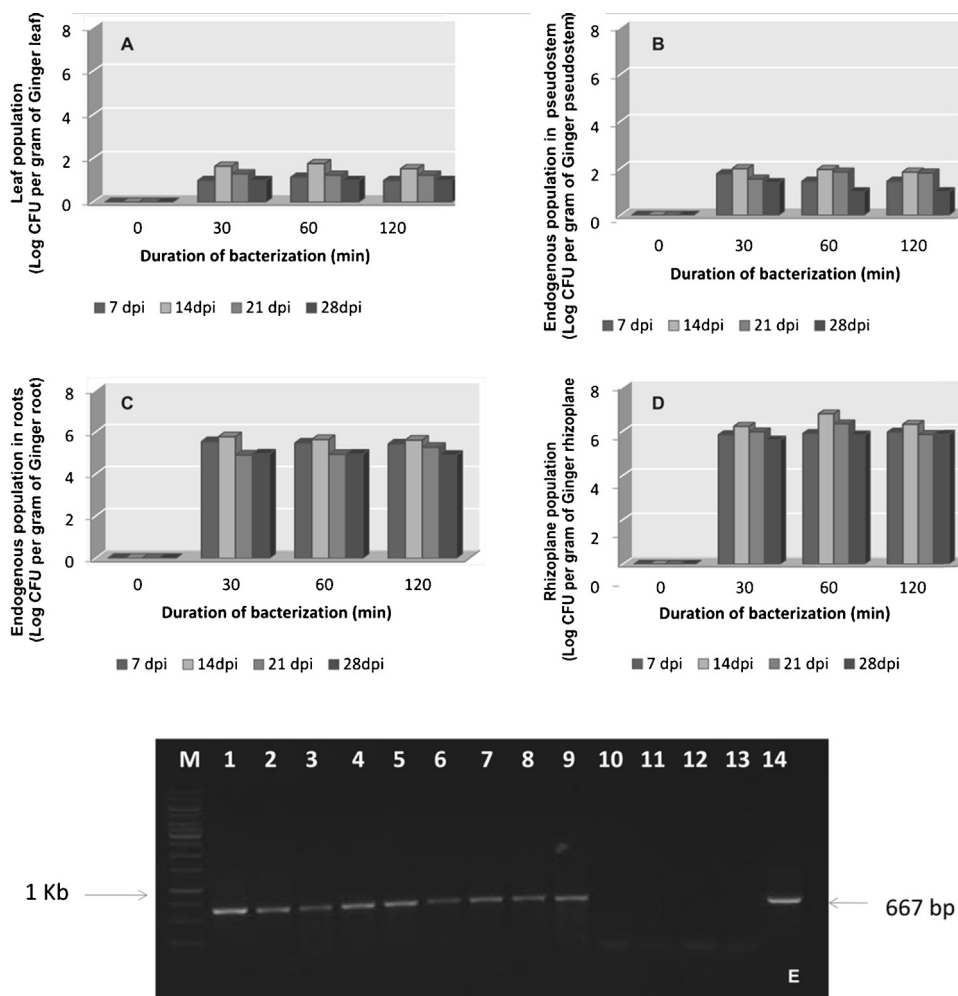 A
Leaf population
(Log CFU per gram of Ginger leaf)
8
6
4
2
0
0 30 60 120
Duration of bacterization (min)
7 dpi 14dpi 21 dpi 28dpi
B
Endogenous population in pseudostem
(Log CFU per gram of Ginger pseudostem)
8
6
4
2
0
0 30 60 120
Duration of bacterization (min)
7 dpi 14dpi 21 dpi 28dpi
C
Endogenous population in roots
(Log CFU per gram of Ginger root)
8
6
4
2
0
0 30 60 120
Duration of bacterization (min)
7 dpi 14dpi 21 dpi 28dpi
D
Rhizoplane population
(Log CFU per gram of Ginger rhizoplane
8
6
4
2
0
0 30 60 120
Duration of bacterization (min)
7 dpi 14dpi 21 dpi 28dpi
M 1 2 3 4 5 6 7 8 9 10 11 12 13 14
1 Kb
667 bp
E